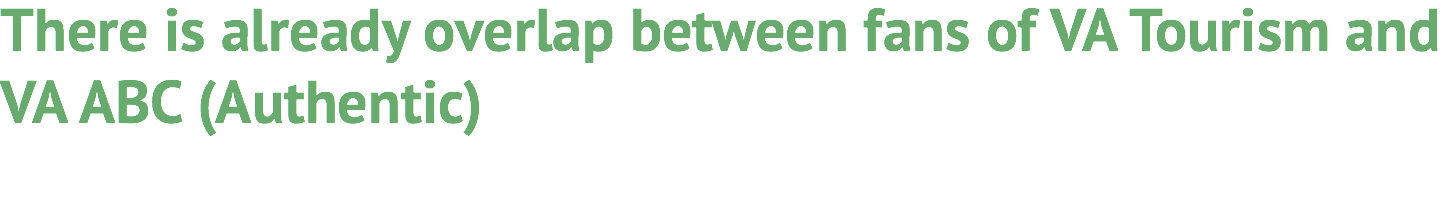 There is already overlap between fans of VA Tourism and
VA ABC (Authentic)